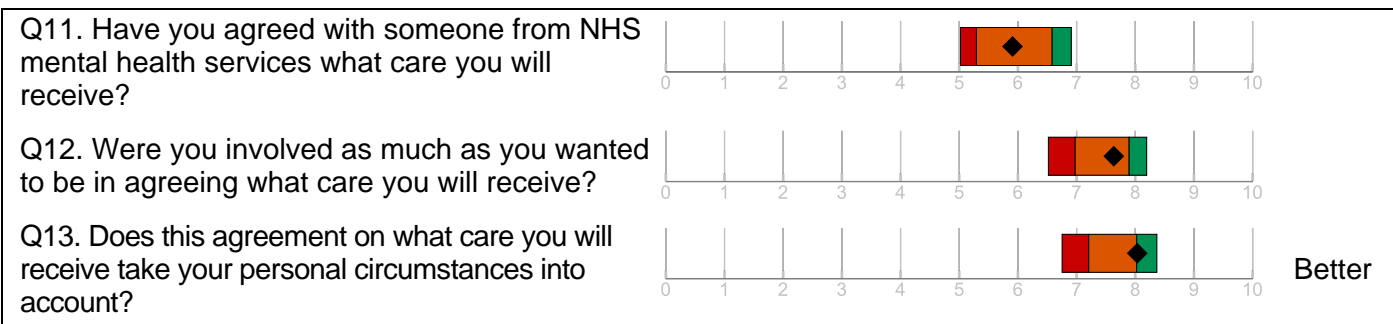 Q11. Have you agreed with someone from NHS
mental health services what care you will
receive?
0 1 2 3 4 5 6 7 8 9 10
Q12. Were you involved as much as you wanted
to be in agreeing what care you will receive?
0 1 2 3 4 5 6 7 8 9 10
Q13. Does this agreement on what care you will
receive take your personal circumstances into
account?
0 1 2 3 4 5 6 7 8 9 10
Better